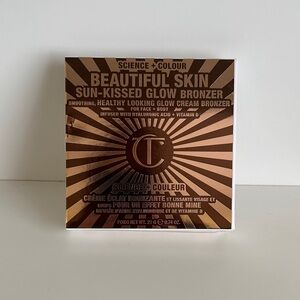 SCIENCE + COLOUR
BEAUTIFUL SKIN
SUN-KISSED GLOW BRONZER
SMOOTHING, HEALTHY LOOKING GLOW CREAM BRONZER
FOR FACE + BODY
INFUSED WITH HYALURONIC ACID + VITAMIN D
CT
+ COULEUR
CRÈME ÉCLAT BRONZANTE ET LISSANTE VISAGE ET
CORPS POUR UN EFFET BONNE MINE